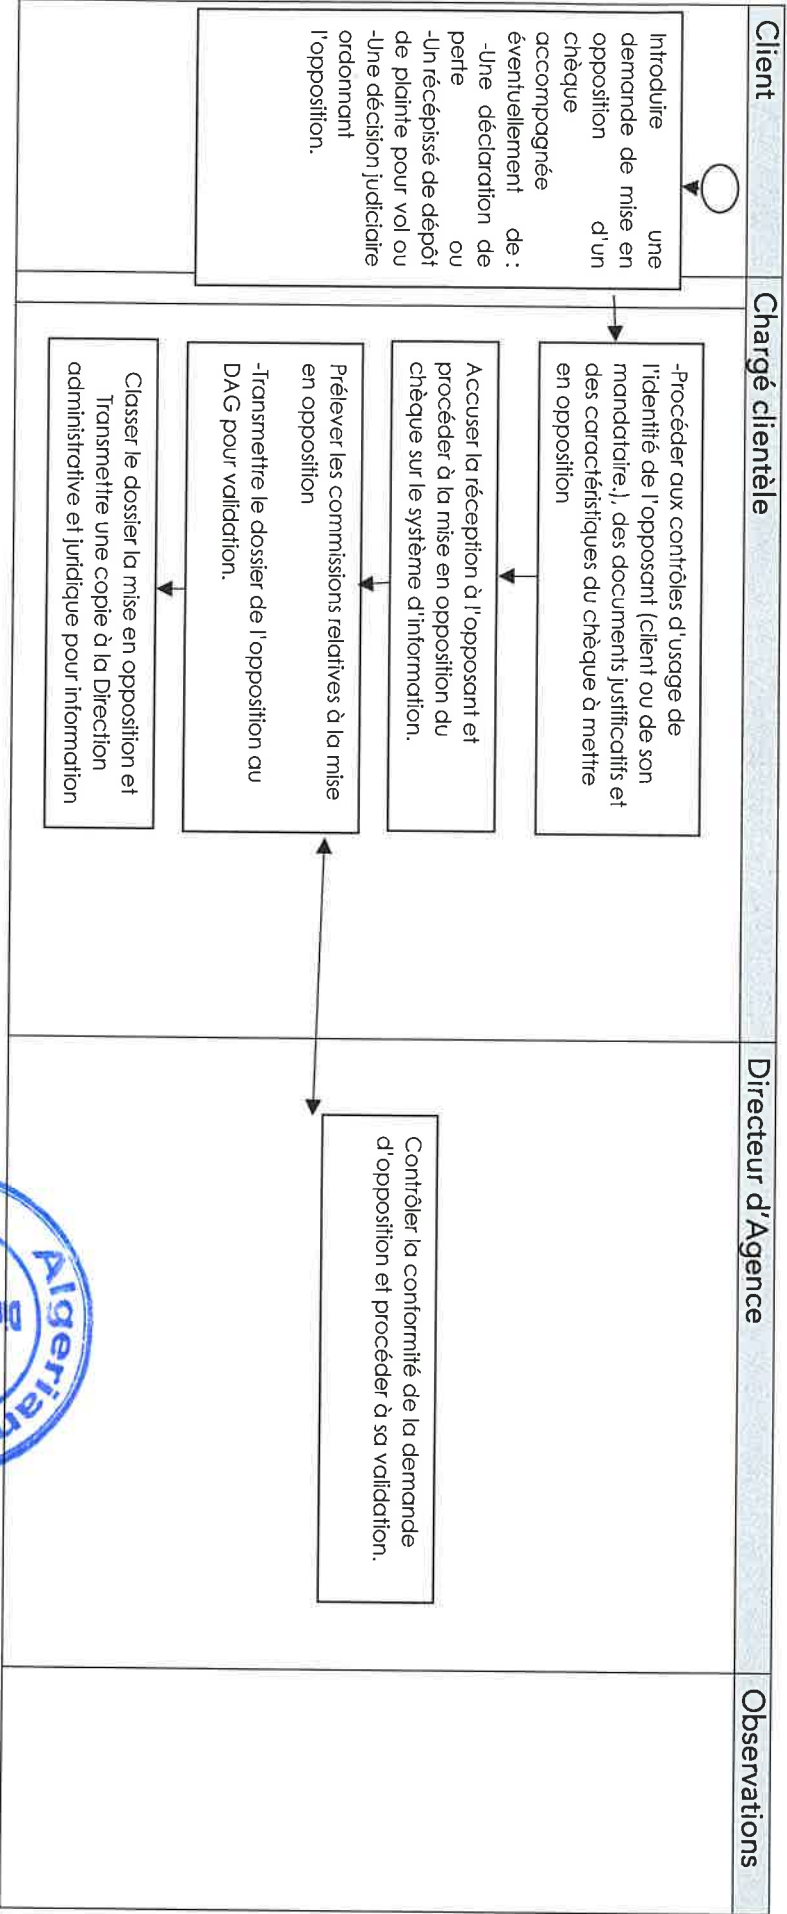 Client
Chargé clientèle
Directeur d'Agence
Observations
Introduire une
demande de mise en
opposition d'un
chèque
accompagnée
éventuellement de :
-Une déclaration de
perte ou
-Un récépissé de dépôt
de plainte pour vol ou
-Une décision judiciaire
ordonnant
l'opposition.
-Procéder aux contrôles d'usage de
l'identité de l'opposant (client ou de son
mandataire.), des documents justificatifs et
des caractéristiques du chèque à mettre
en opposition
Accuser la réception à l'opposant et
procéder à la mise en opposition du
chèque sur le système d'information.
Prélever les commissions relatives à la mise
en opposition
-Transmettre le dossier de l'opposition au
DAG pour validation.
Classer le dossier la mise en opposition et
Transmettre une copie à la Direction
administrative et juridique pour information
Contrôler la conformité de la demande
d'opposition et procéder à sa validation.
Algerian